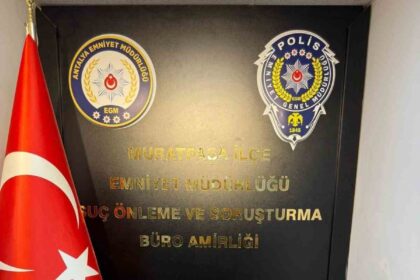 ANTALYA EMNİYET MÜDÜRLÜĞÜ
EGM
POLİS
EMNİYET GENEL MÜDÜRLÜĞÜ
1845
MURATPAŞA İLÇE
EMNİYET MÜDÜRLÜĞÜ
SUÇ ÖNLEME VE SORUŞTURMA
BÜRO AMİRLİĞİ